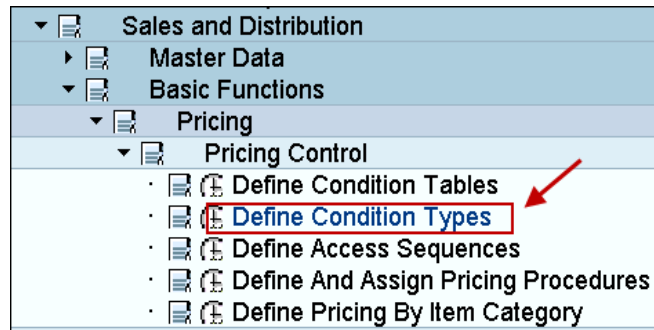 Sales and Distribution
Master Data
Basic Functions
Pricing
Pricing Control
Define Condition Tables
Define Condition Types
Define Access Sequences
Define And Assign Pricing Procedures
Define Pricing By Item Category